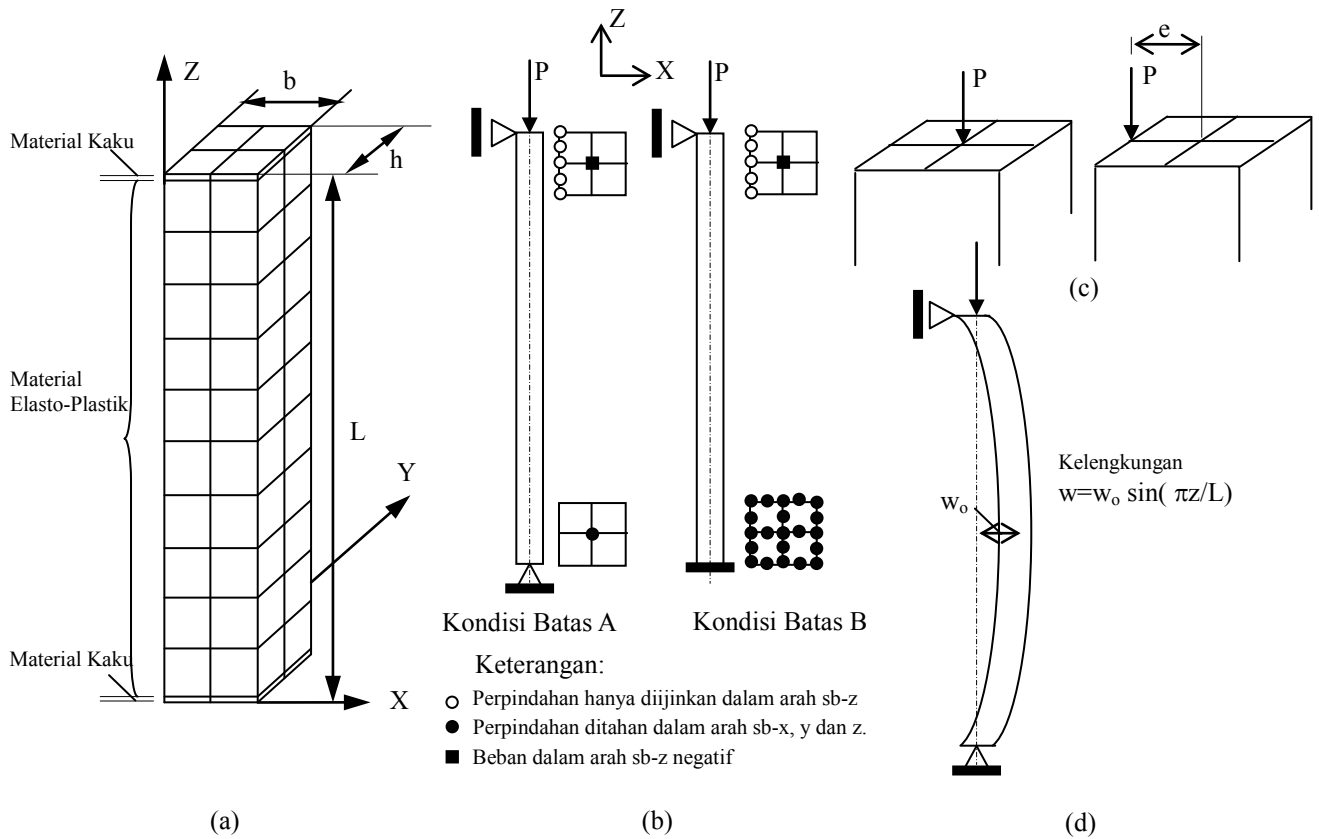 Z
b
Material Kaku
h
Material
Elasto-Plastik
L
Y
Material Kaku
X
(a)
Z
X
P
P
Kondisi Batas A
Kondisi Batas B
Keterangan:
Perpindahan hanya diijinkan dalam arah sb-z
Perpindahan ditahan dalam arah sb-x, y dan z.
Beban dalam arah sb-z negatif
(b)
e
P
P
(c)
Kelengkungan
w=wo sin( πz/L)
wo
(d)